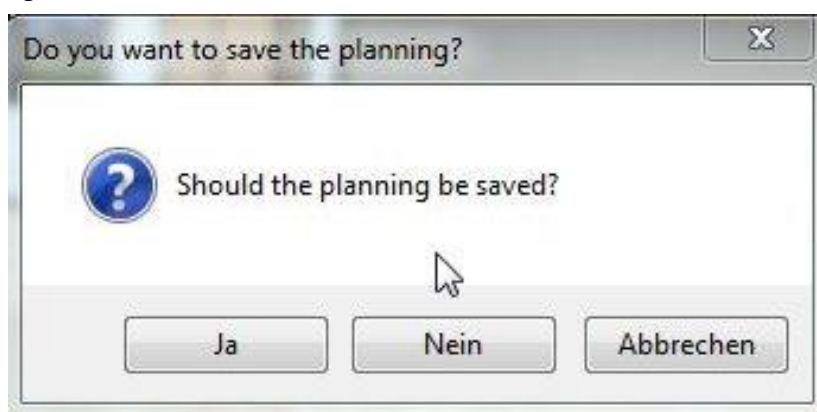 Do you want to save the planning?
Should the planning be saved?
Ja
Nein
Abbrechen